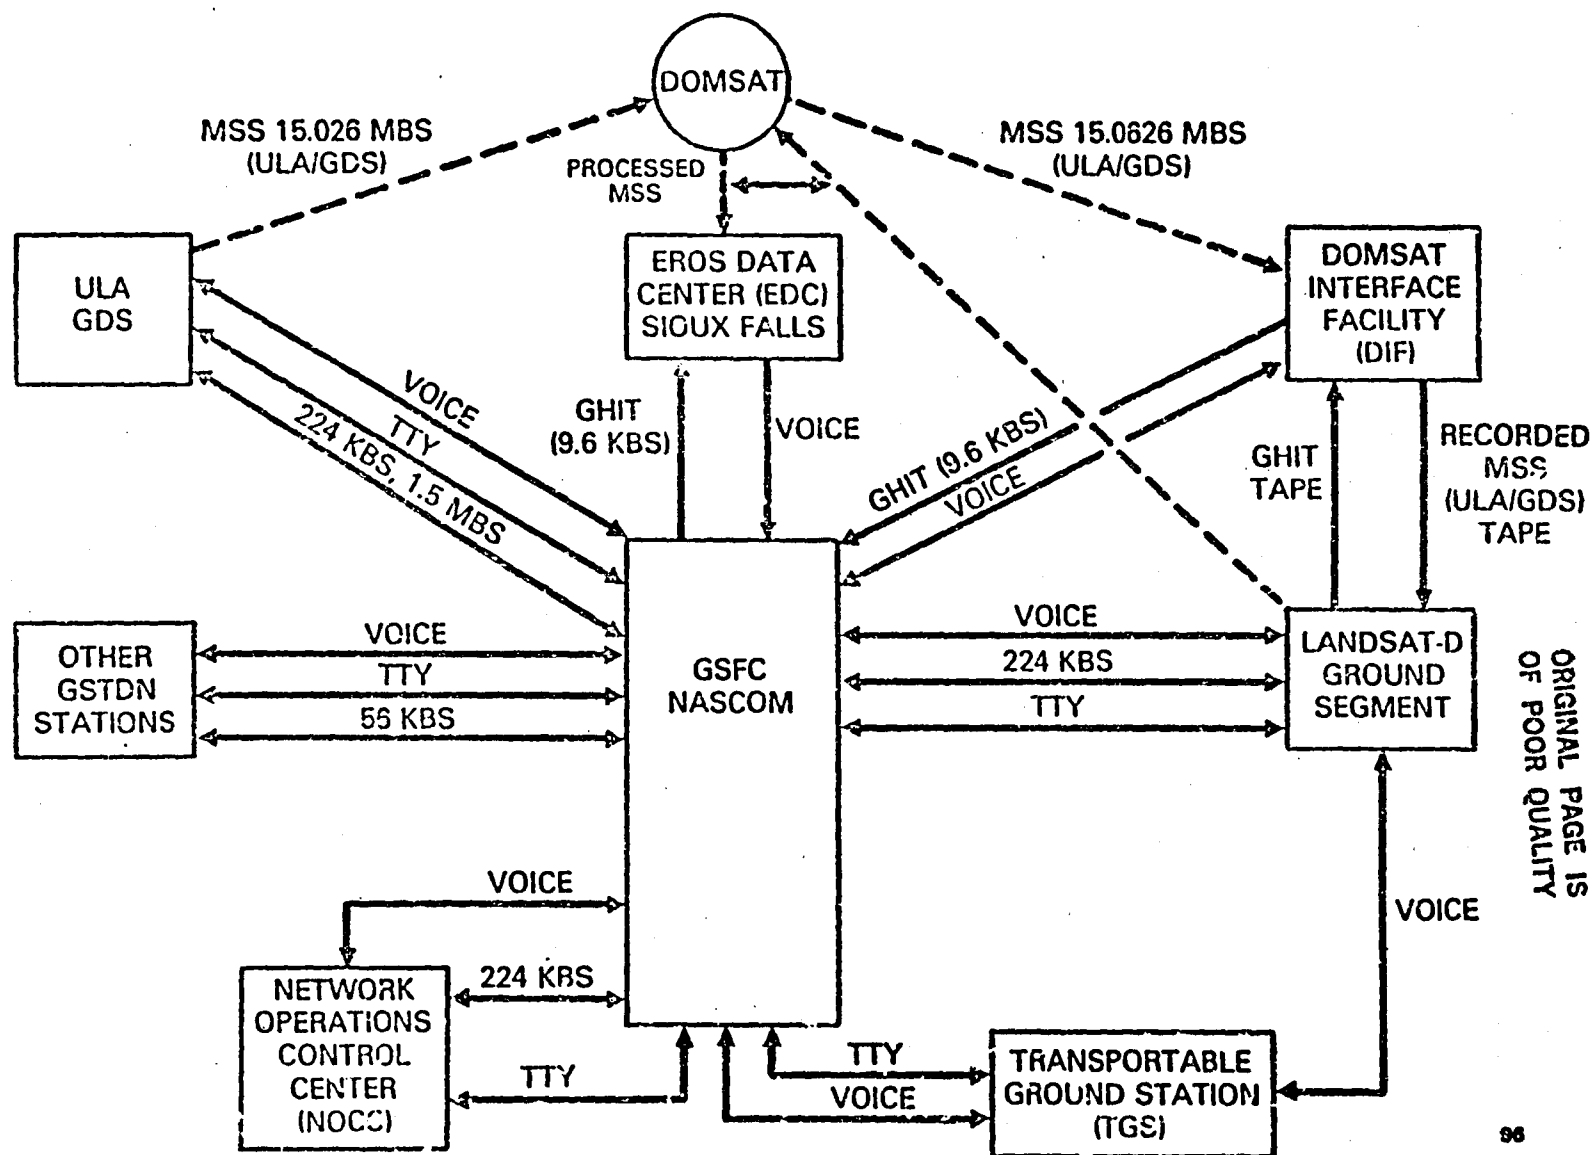 DOMSAT
MSS 15.026 MBS
(ULA/GDS)
MSS 15.0626 MBS
(ULA/GDS)
PROCESSED
MSS
ULA
GDS
EROS DATA
CENTER (EDC)
SIOUX FALLS
DOMSAT
INTERFACE
FACILITY
(DIF)
VOICE
TTY
224 KBS, 1.5 MBS
GHIT
(9.6 KBS)
VOICE
GHIT (9.6 KBS)
VOICE
GHIT
TAPE
RECORDED
MSS
(ULA/GDS)
TAPE
OTHER
GSTDN
STATIONS
VOICE
TTY
56 KBS
GSFC
NASCOM
VOICE
224 KBS
TTY
LANDSAT-D
GROUND
SEGMENT
ORIGINAL PAGE IS
OF POOR QUALITY
VOICE
224 KBS
TTY
NETWORK
OPERATIONS
CONTROL
CENTER
(NOCC)
TTY
VOICE
TRANSPORTABLE
GROUND STATION
(TGS)
VOICE
96